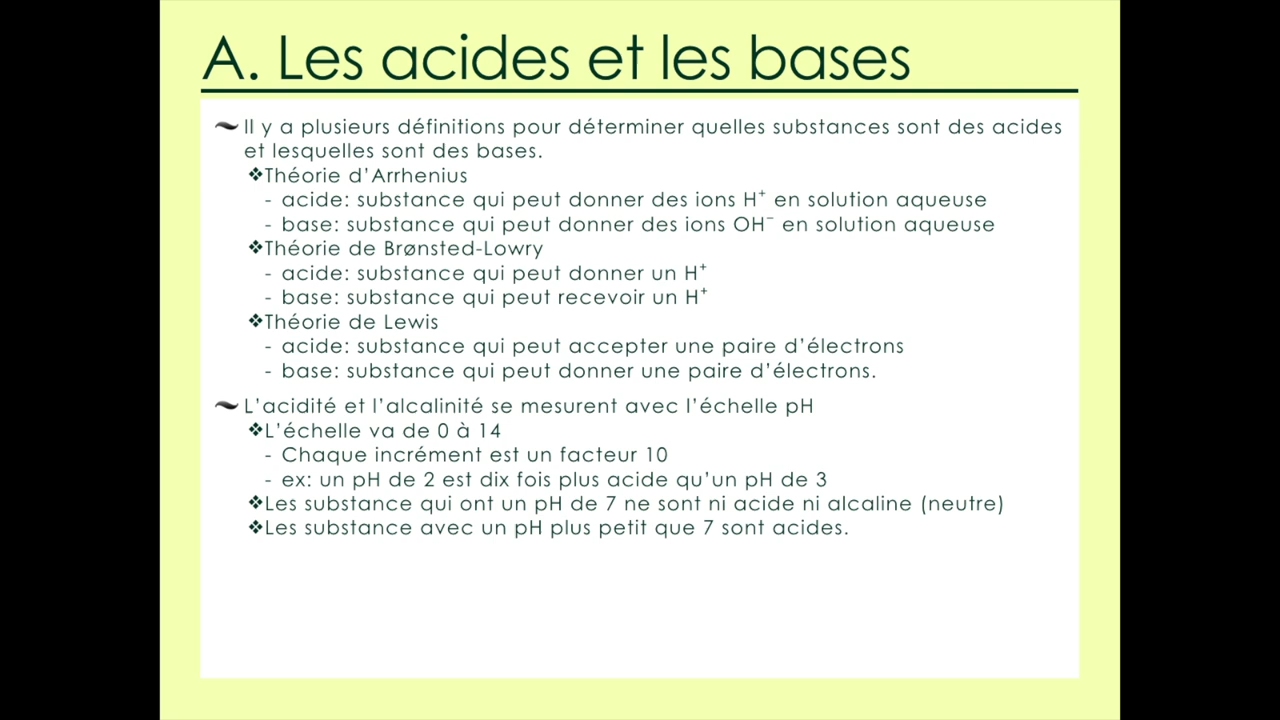 A. Les acides et les bases
Il y a plusieurs définitions pour déterminer quelles substances sont des acides
et lesquelles sont des bases.
❖Théorie d’Arrhenius
- acide: substance qui peut donner des ions H⁺ en solution aqueuse
- base: substance qui peut donner des ions OH⁻ en solution aqueuse
❖Théorie de Brønsted-Lowry
- acide: substance qui peut donner un H⁺
- base: substance qui peut recevoir un H⁺
❖Théorie de Lewis
- acide: substance qui peut accepter une paire d’électrons
- base: substance qui peut donner une paire d’électrons.
L’acidité et l’alcalinité se mesurent avec l’échelle pH
❖L’échelle va de 0 à 14
- Chaque incrément est un facteur 10
- ex: un pH de 2 est dix fois plus acide qu’un pH de 3
❖Les substance qui ont un pH de 7 ne sont ni acide ni alcaline (neutre)
❖Les substance avec un pH plus petit que 7 sont acides.